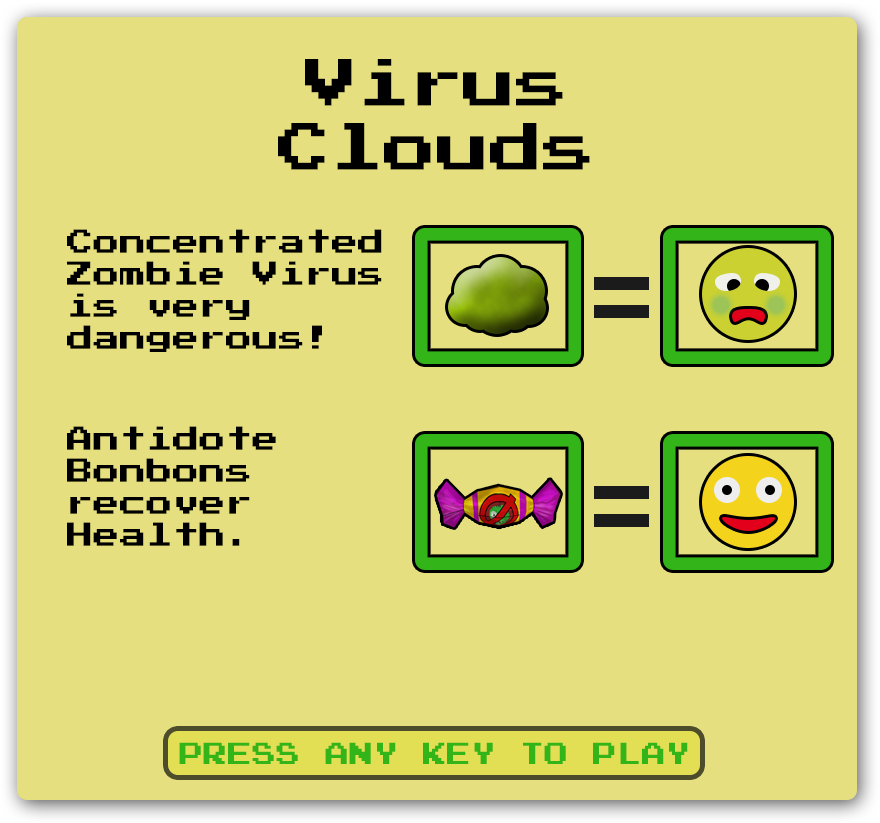 Virus
Clouds
Concentrated
Zombie Virus
is very
dangerous!
Antidote
Bonbons
recover
Health.
PRESS ANY KEY TO PLAY